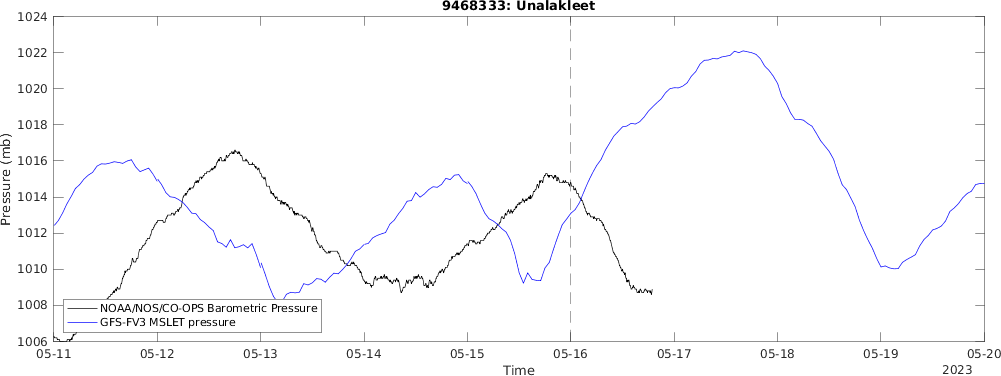 9468333: Unalakleet
1024
1022
1020
1018
1016
1014
1012
1010
1008
1006
Pressure (mb)
NOAA/NOS/CO-OPS Barometric Pressure
GFS-FV3 MSLET pressure
05-11 05-12 05-13 05-14 05-15 05-16 05-17 05-18 05-19 05-20
Time
2023